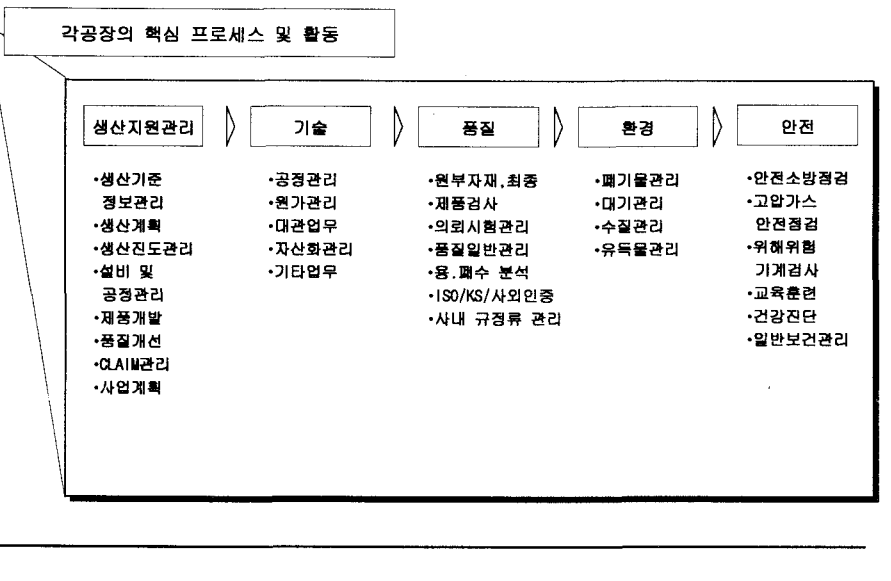 각공장의 핵심 프로세스 및 활동
생산지원관리
·생산기준
정보관리
·생산계획
·생산진도관리
·설비 및
공정관리
·제품개발
·품질개선
·CLAIM관리
·사업계획
기술
·공정관리
·원가관리
·대관업무
·자산화관리
·기타업무
품질
·원부자재,최종
·제품검사
·의뢰시험관리
·품질일반관리
·용.폐수 분석
·ISO/KS/사외인증
·사내 규정류 관리
환경
·폐기물관리
·대기관리
·수질관리
·유독물관리
안전
·안전소방점검
·고압가스
안전점검
·위해위험
기계검사
·교육훈련
·건강진단
·일반보건관리